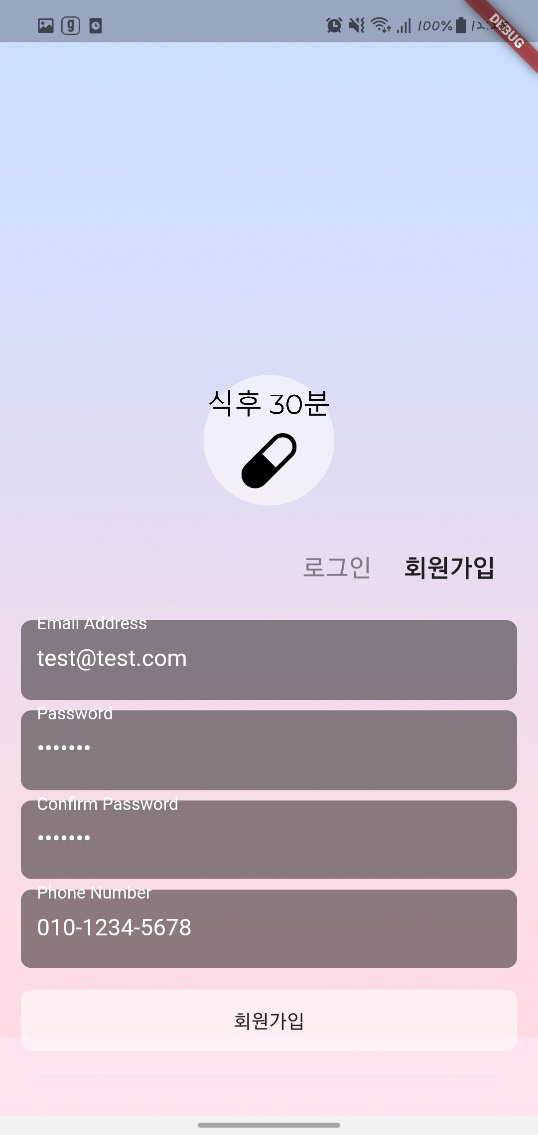 g
100%
DEBUG
식후 30분
로그인 회원가입
Email Address
test@test.com
Password
•••••••
Confirm Password
•••••••
Phone Number
010-1234-5678
회원가입